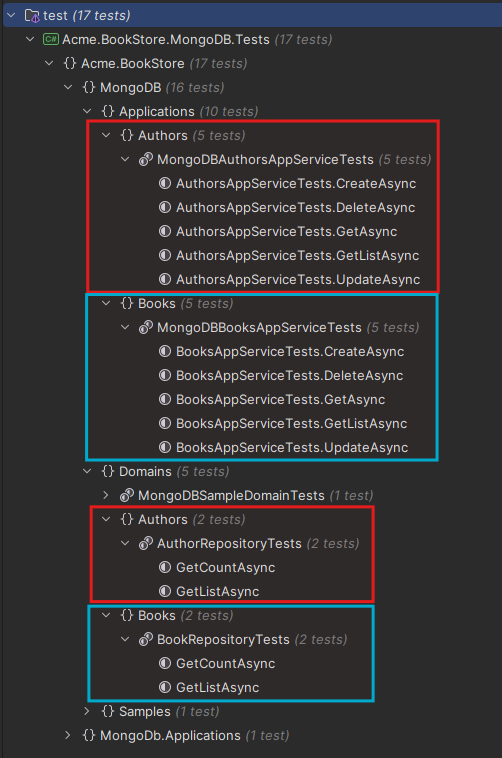 test (17 tests)
C# Acme.BookStore.MongoDB.Tests (17 tests)
{} Acme.BookStore (17 tests)
{} MongoDB (16 tests)
{} Applications (10 tests)
{} Authors (5 tests)
MongoDBAuthorsAppServiceTests (5 tests)
AuthorsAppServiceTests.CreateAsync
AuthorsAppServiceTests.DeleteAsync
AuthorsAppServiceTests.GetAsync
AuthorsAppServiceTests.GetListAsync
AuthorsAppServiceTests.UpdateAsync
{} Books (5 tests)
MongoDBBooksAppServiceTests (5 tests)
BooksAppServiceTests.CreateAsync
BooksAppServiceTests.DeleteAsync
BooksAppServiceTests.GetAsync
BooksAppServiceTests.GetListAsync
BooksAppServiceTests.UpdateAsync
{} Domains (5 tests)
MongoDBSampleDomainTests (1 test)
{} Authors (2 tests)
AuthorRepositoryTests (2 tests)
GetCountAsync
GetListAsync
{} Books (2 tests)
BookRepositoryTests (2 tests)
GetCountAsync
GetListAsync
{} Samples (1 test)
{} MongoDb.Applications (1 test)